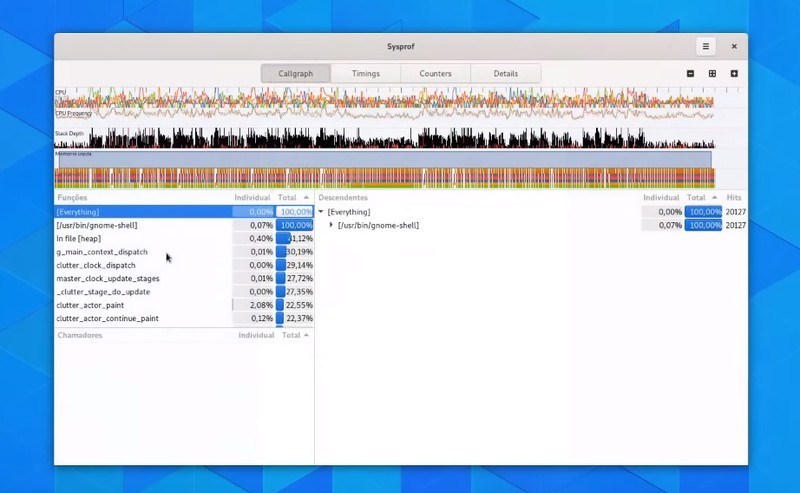 Sysprof
Callgraph Timings Counters Details
CPU
CPU Frequency
Stack Depth
Funções Individual Total Descendentes Individual Total Hits
[Everything] 0,00% 100,00% [Everything] 0,00% 100,00% 20127
[/usr/bin/gnome-shell] 0,07% 100,00% [/usr/bin/gnome-shell] 0,07% 100,00% 20127
In file [heap] 0,40% 31,12%
g_main_context_dispatch 0,01% 30,19%
clutter_clock_dispatch 0,00% 29,14%
master_clock_update_stages 0,01% 27,72%
_clutter_stage_do_update 0,00% 27,35%
clutter_actor_paint 2,08% 22,55%
clutter_actor_continue_paint 0,12% 22,37%
Chamadores Individual Total